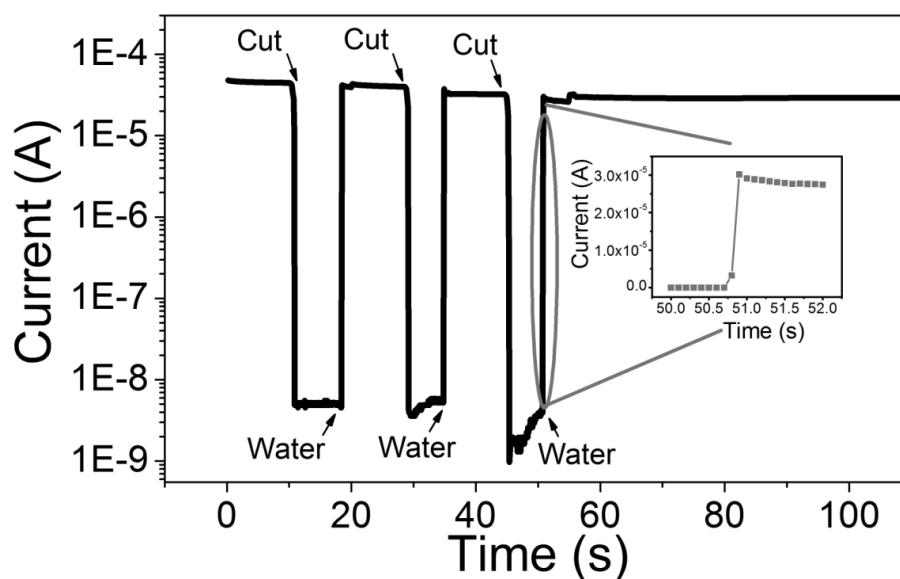 Current (A)
1E-4
1E-5
1E-6
1E-7
1E-8
1E-9
Cut
Cut
Cut
Water
Water
Water
0
20
40
60
80
100
Time (s)
Current (A)
3.0x10⁻⁵
2.0x10⁻⁵
1.0x10⁻⁵
0.0
50.0 50.5 51.0 51.5 52.0
Time (s)